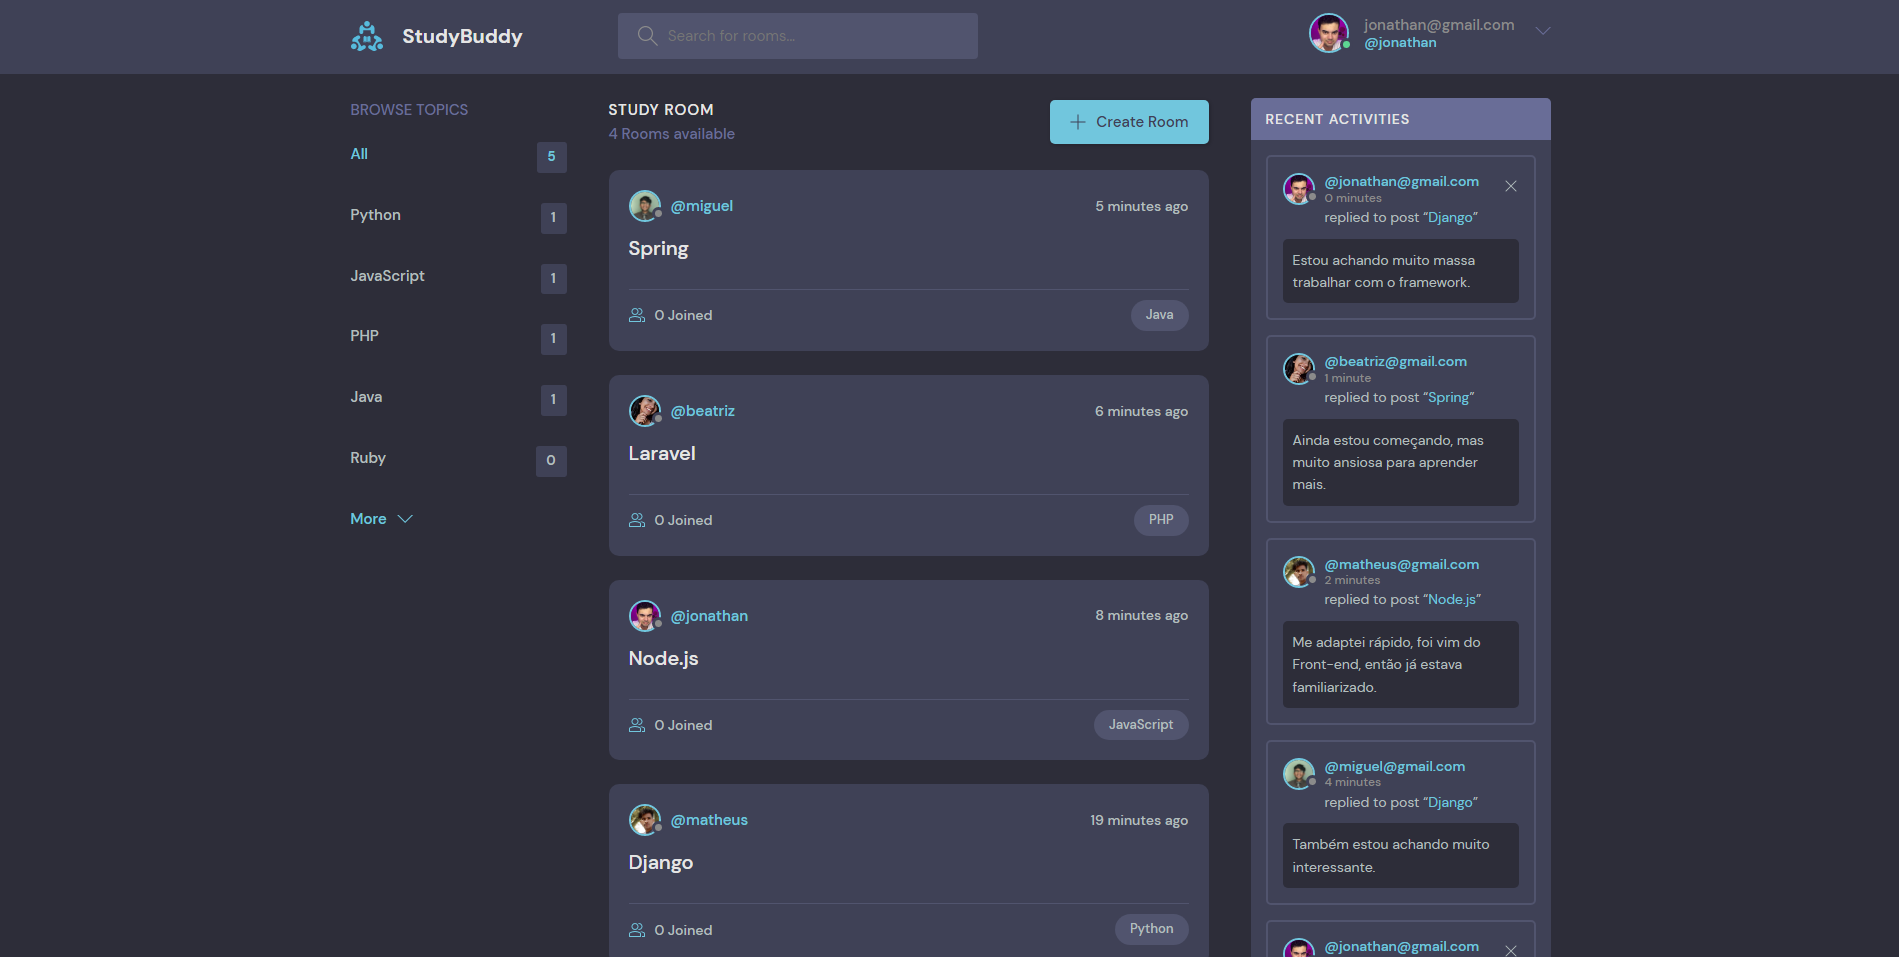 StudyBuddy
Search for rooms...
jonathan@gmail.com
@jonathan
BROWSE TOPICS
All 5
Python 1
JavaScript 1
PHP 1
Java 1
Ruby 0
More
STUDY ROOM
4 Rooms available
Create Room
@miguel 5 minutes ago
Spring
0 Joined Java
@beatriz 6 minutes ago
Laravel
0 Joined PHP
@jonathan 8 minutes ago
Node.js
0 Joined JavaScript
@matheus 19 minutes ago
Django
0 Joined Python
RECENT ACTIVITIES
@jonathan@gmail.com
0 minutes
replied to post “Django”
Estou achando muito massa
trabalhar com o framework.
@beatriz@gmail.com
1 minute
replied to post “Spring”
Ainda estou começando, mas
muito ansiosa para aprender
mais.
@matheus@gmail.com
2 minutes
replied to post “Node.js”
Me adaptei rápido, foi vim do
Front-end, então já estava
familiarizado.
@miguel@gmail.com
4 minutes
replied to post “Django”
Também estou achando muito
interessante.
@jonathan@gmail.com